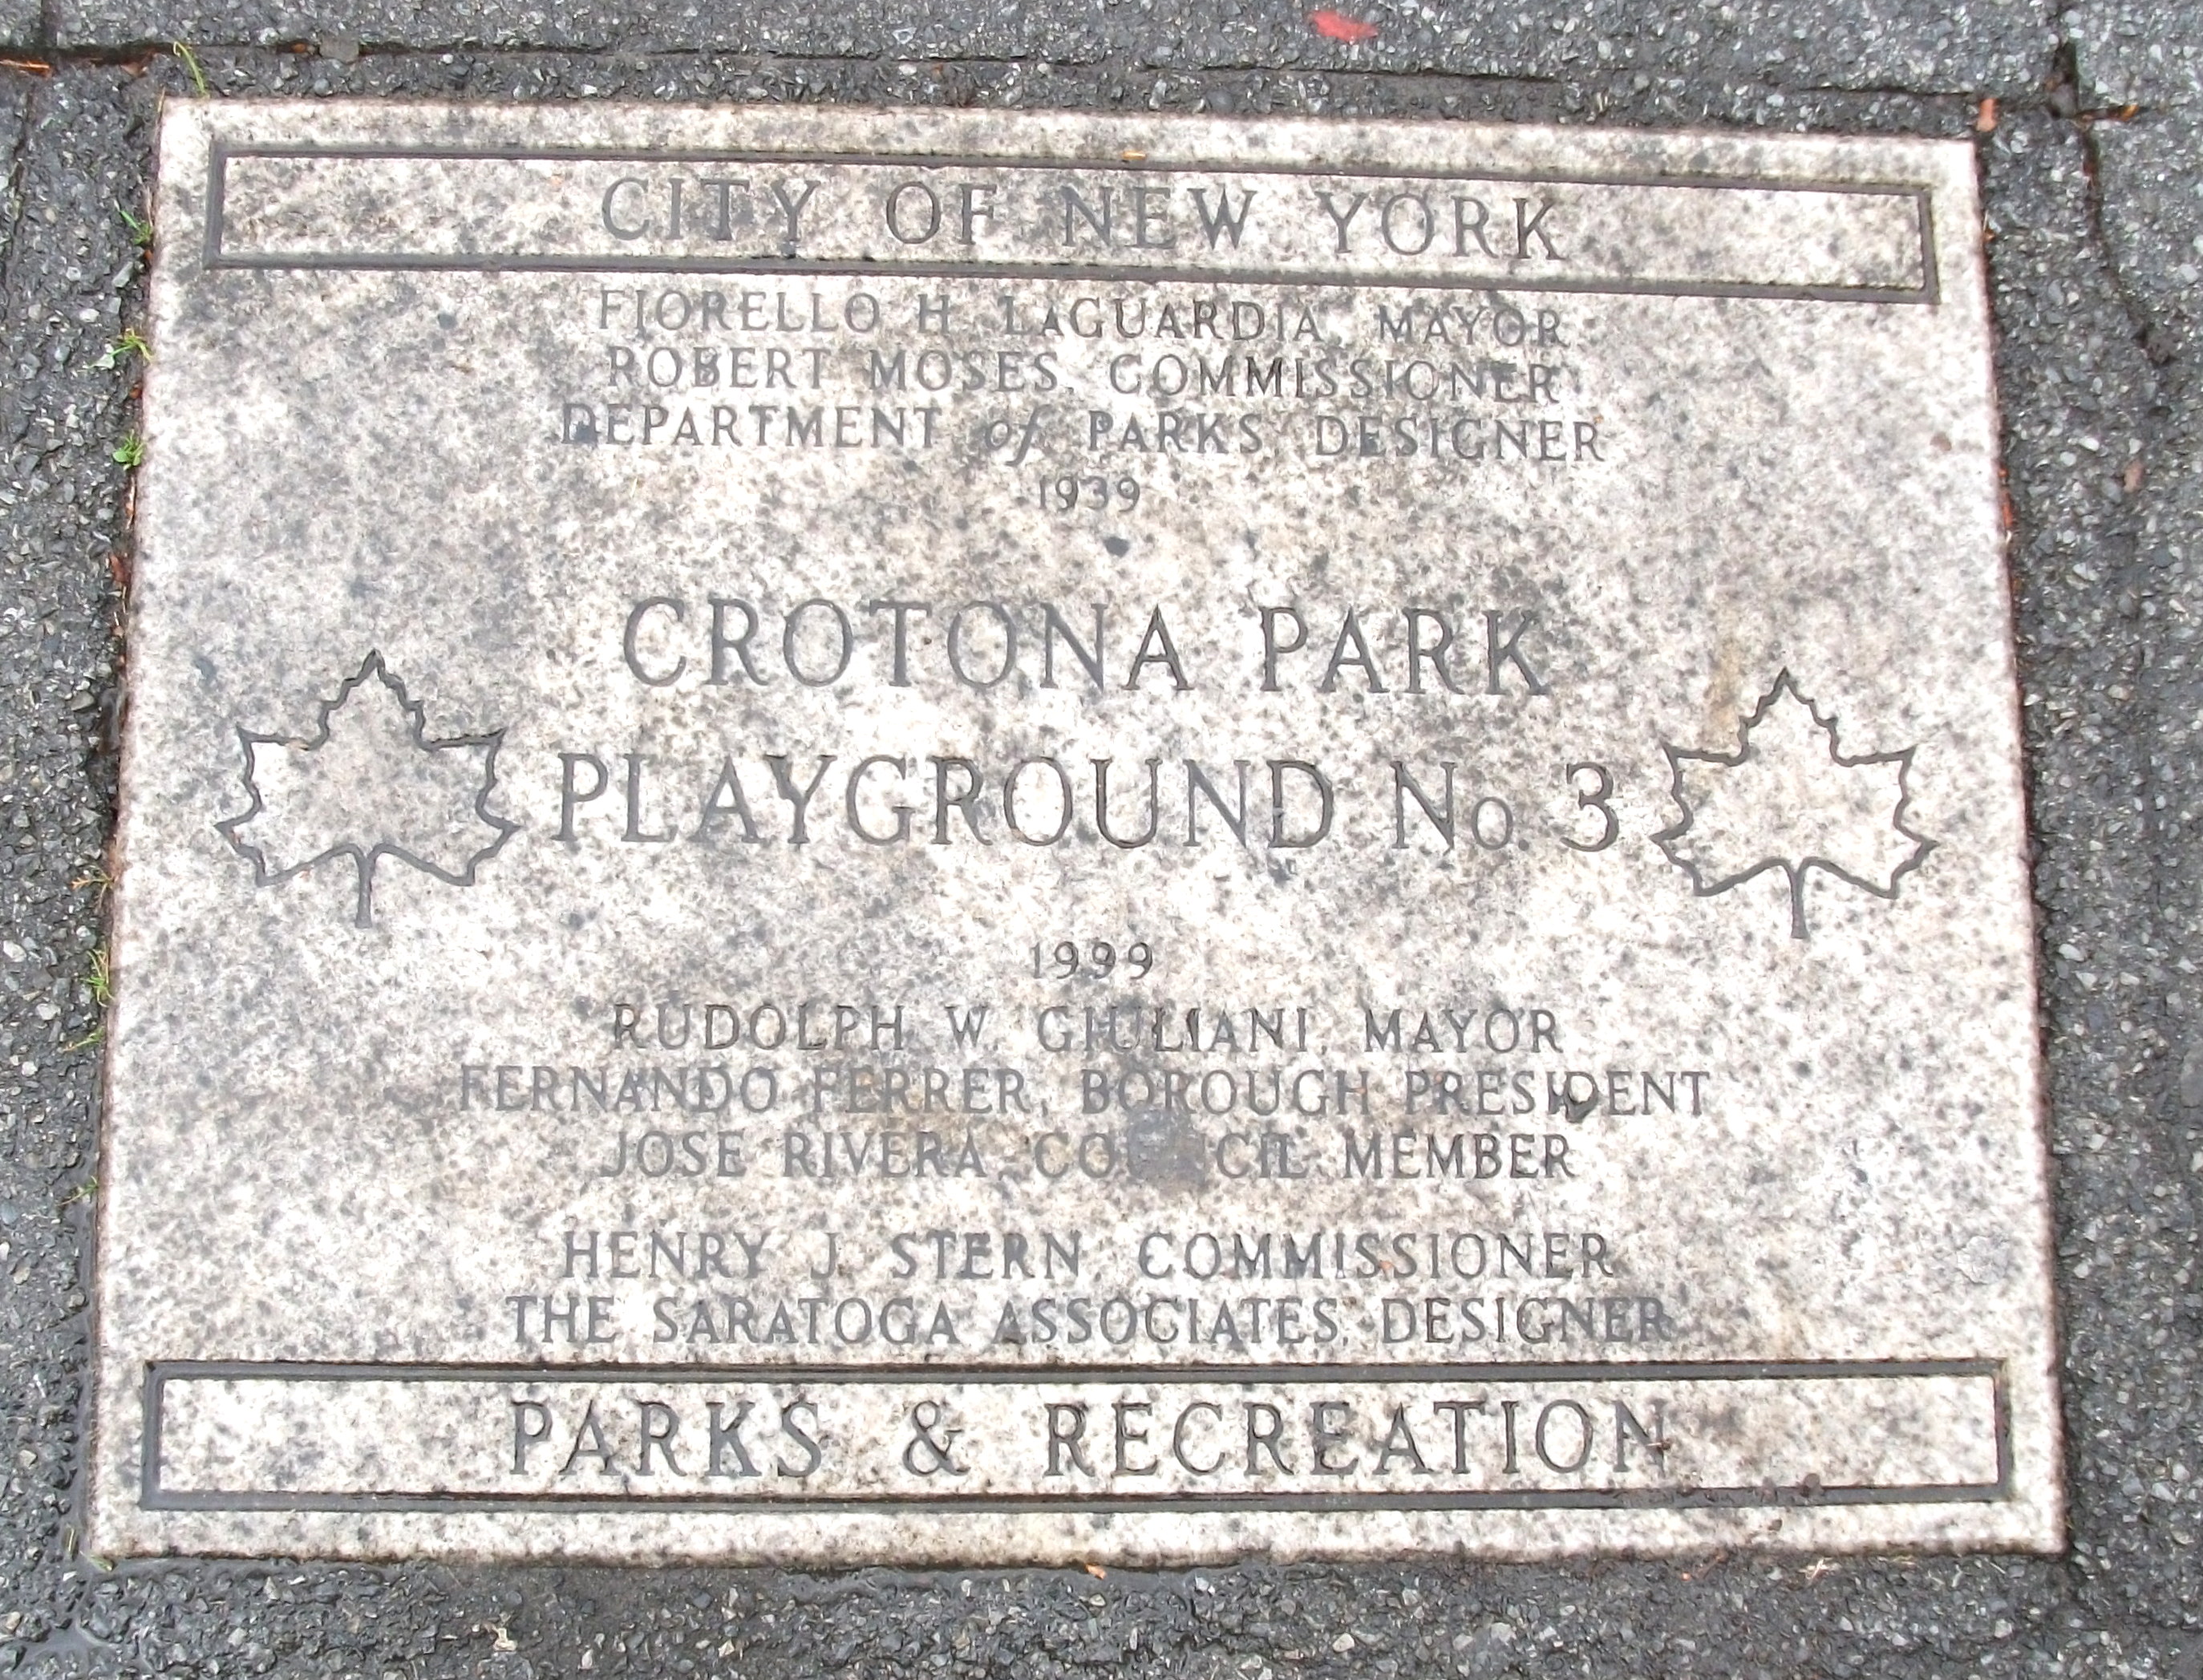 CITY OF NEW YORK
FIORELLO H. LAGUARDIA, MAYOR
ROBERT MOSES, COMMISSIONER
DEPARTMENT of PARKS DESIGNER
1939
CROTONA PARK
PLAYGROUND No. 3
1999
RUDOLPH W. GIULIANI, MAYOR
FERNANDO FERRER, BOROUGH PRESIDENT
JOSE RIVERA, COUNCIL MEMBER
HENRY J. STERN COMMISSIONER
THE SARATOGA ASSOCIATES, DESIGNER
PARKS & RECREATION